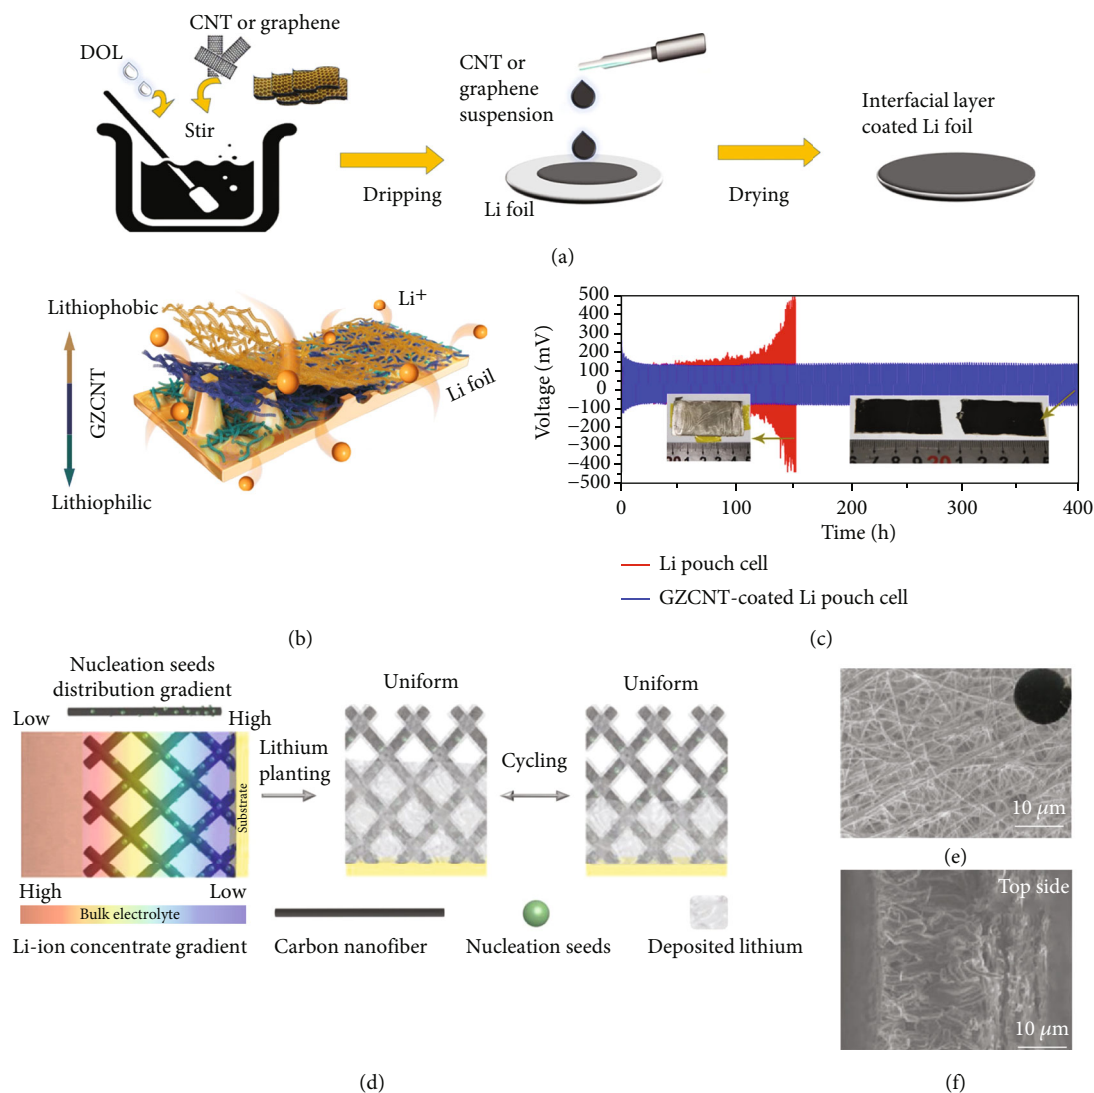 CNT or graphene
DOL
Stir
Dripping
CNT or
graphene
suspension
Li foil
Drying
Interfacial layer
coated Li foil
(a)
Lithiophobic
GZCNT
Lithiophilic
Li+
Li foil
(b)
Voltage (mV)
500
400
300
200
100
0
−100
−200
−300
−400
−500
0
100
200
300
400
Time (h)
Li pouch cell
GZCNT-coated Li pouch cell
(c)
Nucleation seeds
distribution gradient
Low
High
Substrate
High
Low
Bulk electrolyte
Li-ion concentrate gradient
Lithium
planting
Uniform
Cycling
Uniform
Carbon nanofiber
Nucleation seeds
Deposited lithium
(d)
10 μm
(e)
Top side
10 μm
(f)